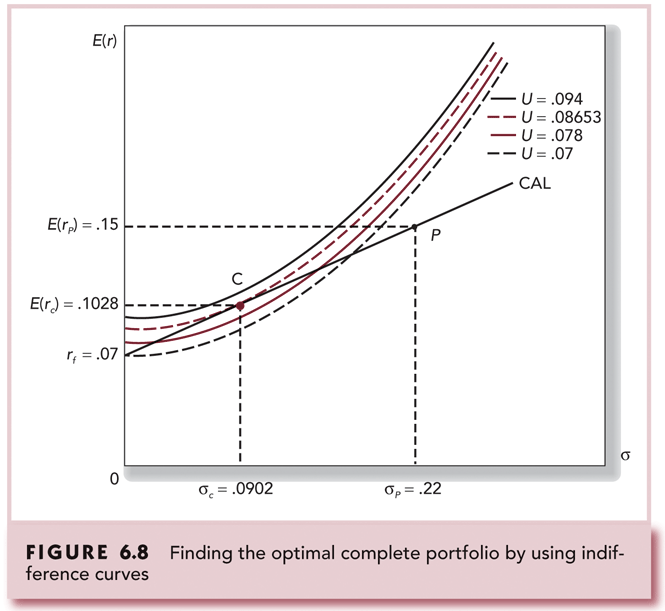 E(r)
U = .094
U = .08653
U = .078
U = .07
CAL
E(rP) = .15
P
C
E(rc) = .1028
rf = .07
σ
0
σc = .0902
σP = .22
FIGURE 6.8 Finding the optimal complete portfolio by using indif-
ference curves